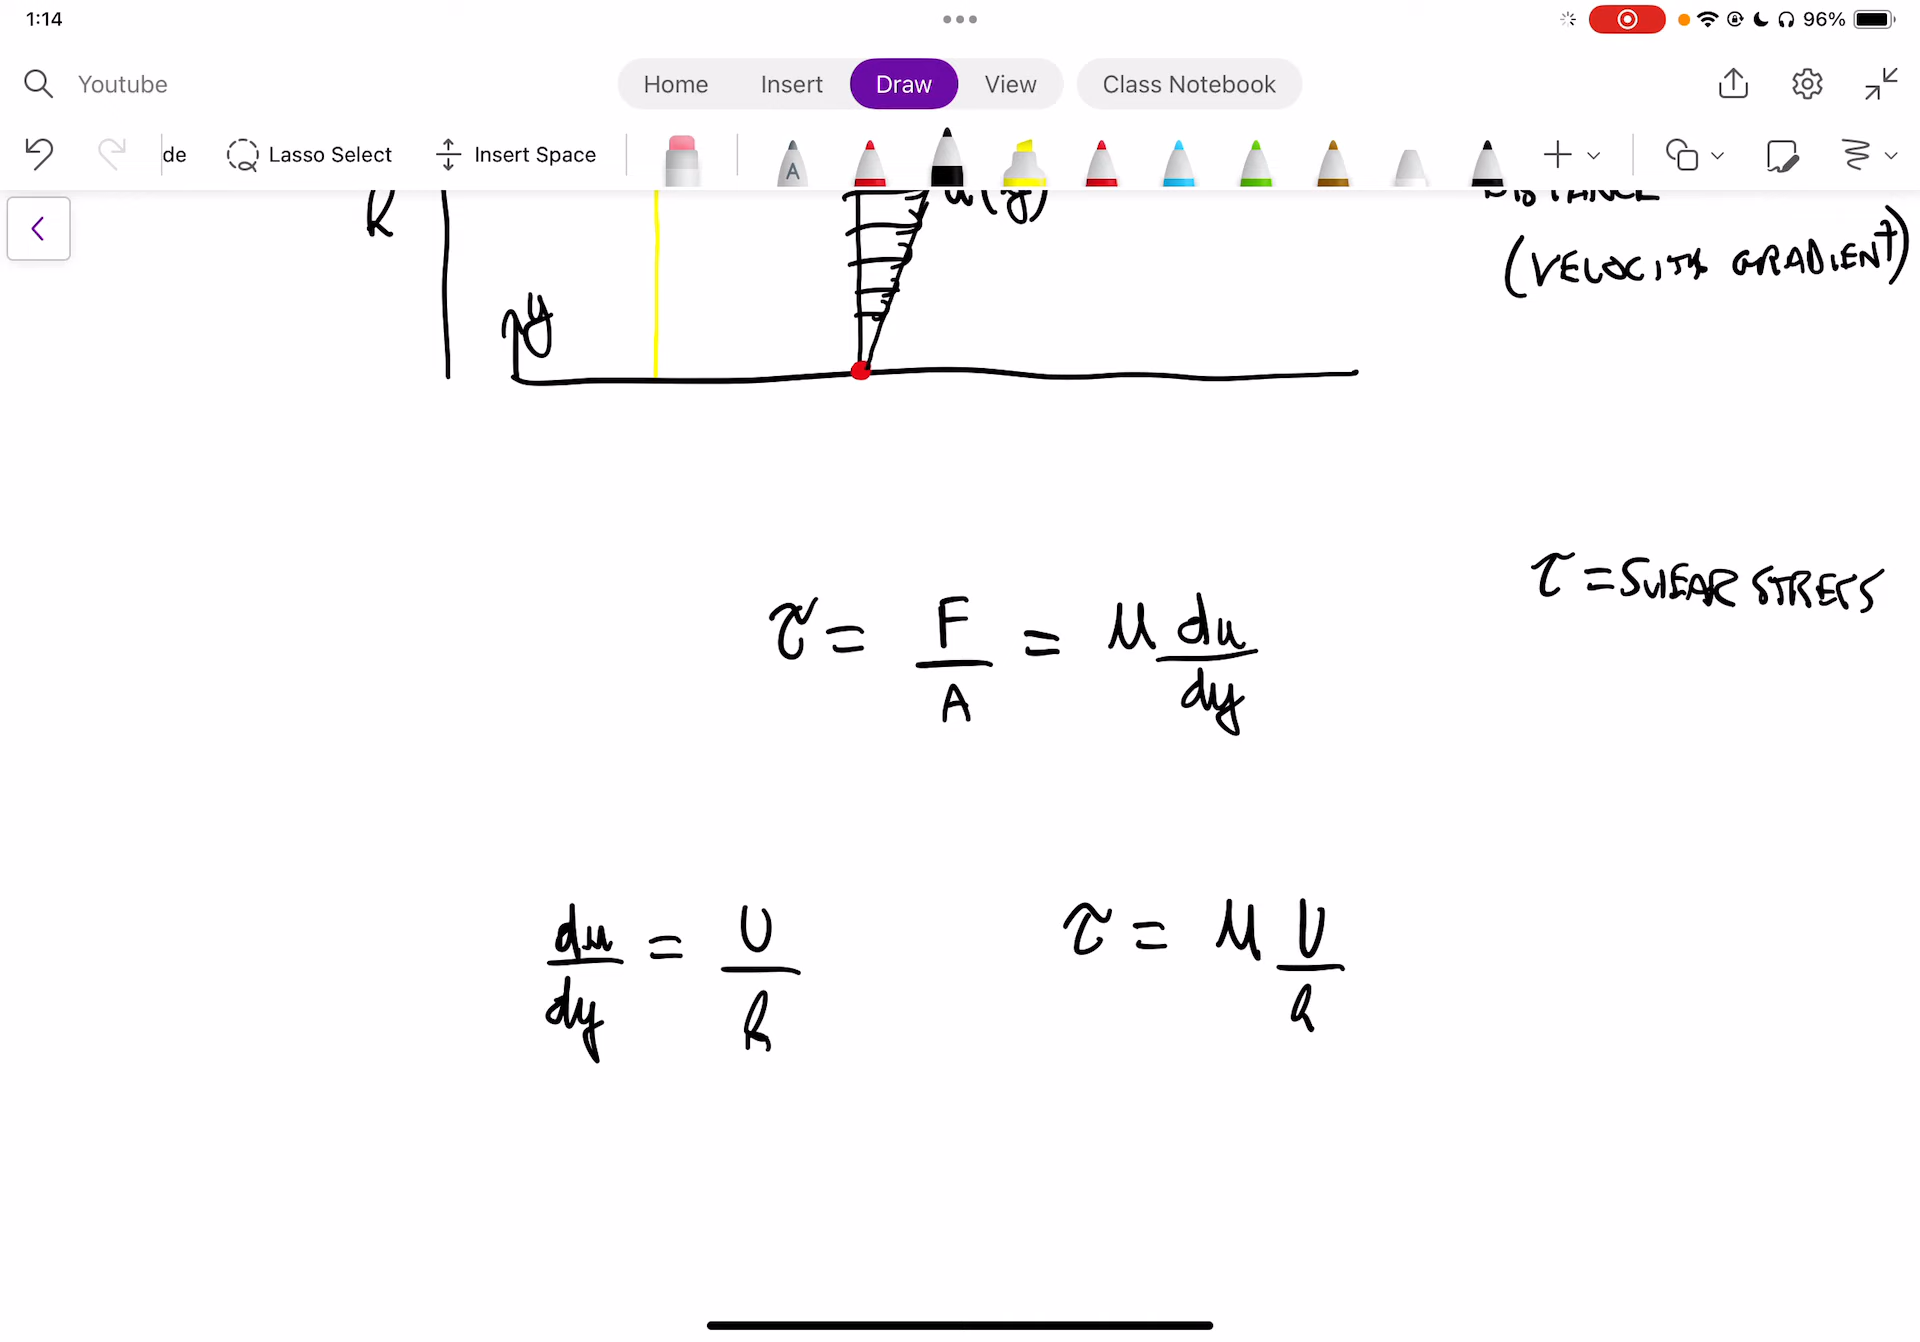 1:14
96%
Youtube
Home Insert Draw View Class Notebook
de Lasso Select Insert Space
A
h u(y) DISTANCE
(VELOCITY GRADIENT)
y
τ = SHEAR STRESS
τ = F/A = μ du/dy
du/dy = U/h τ = μ U/h